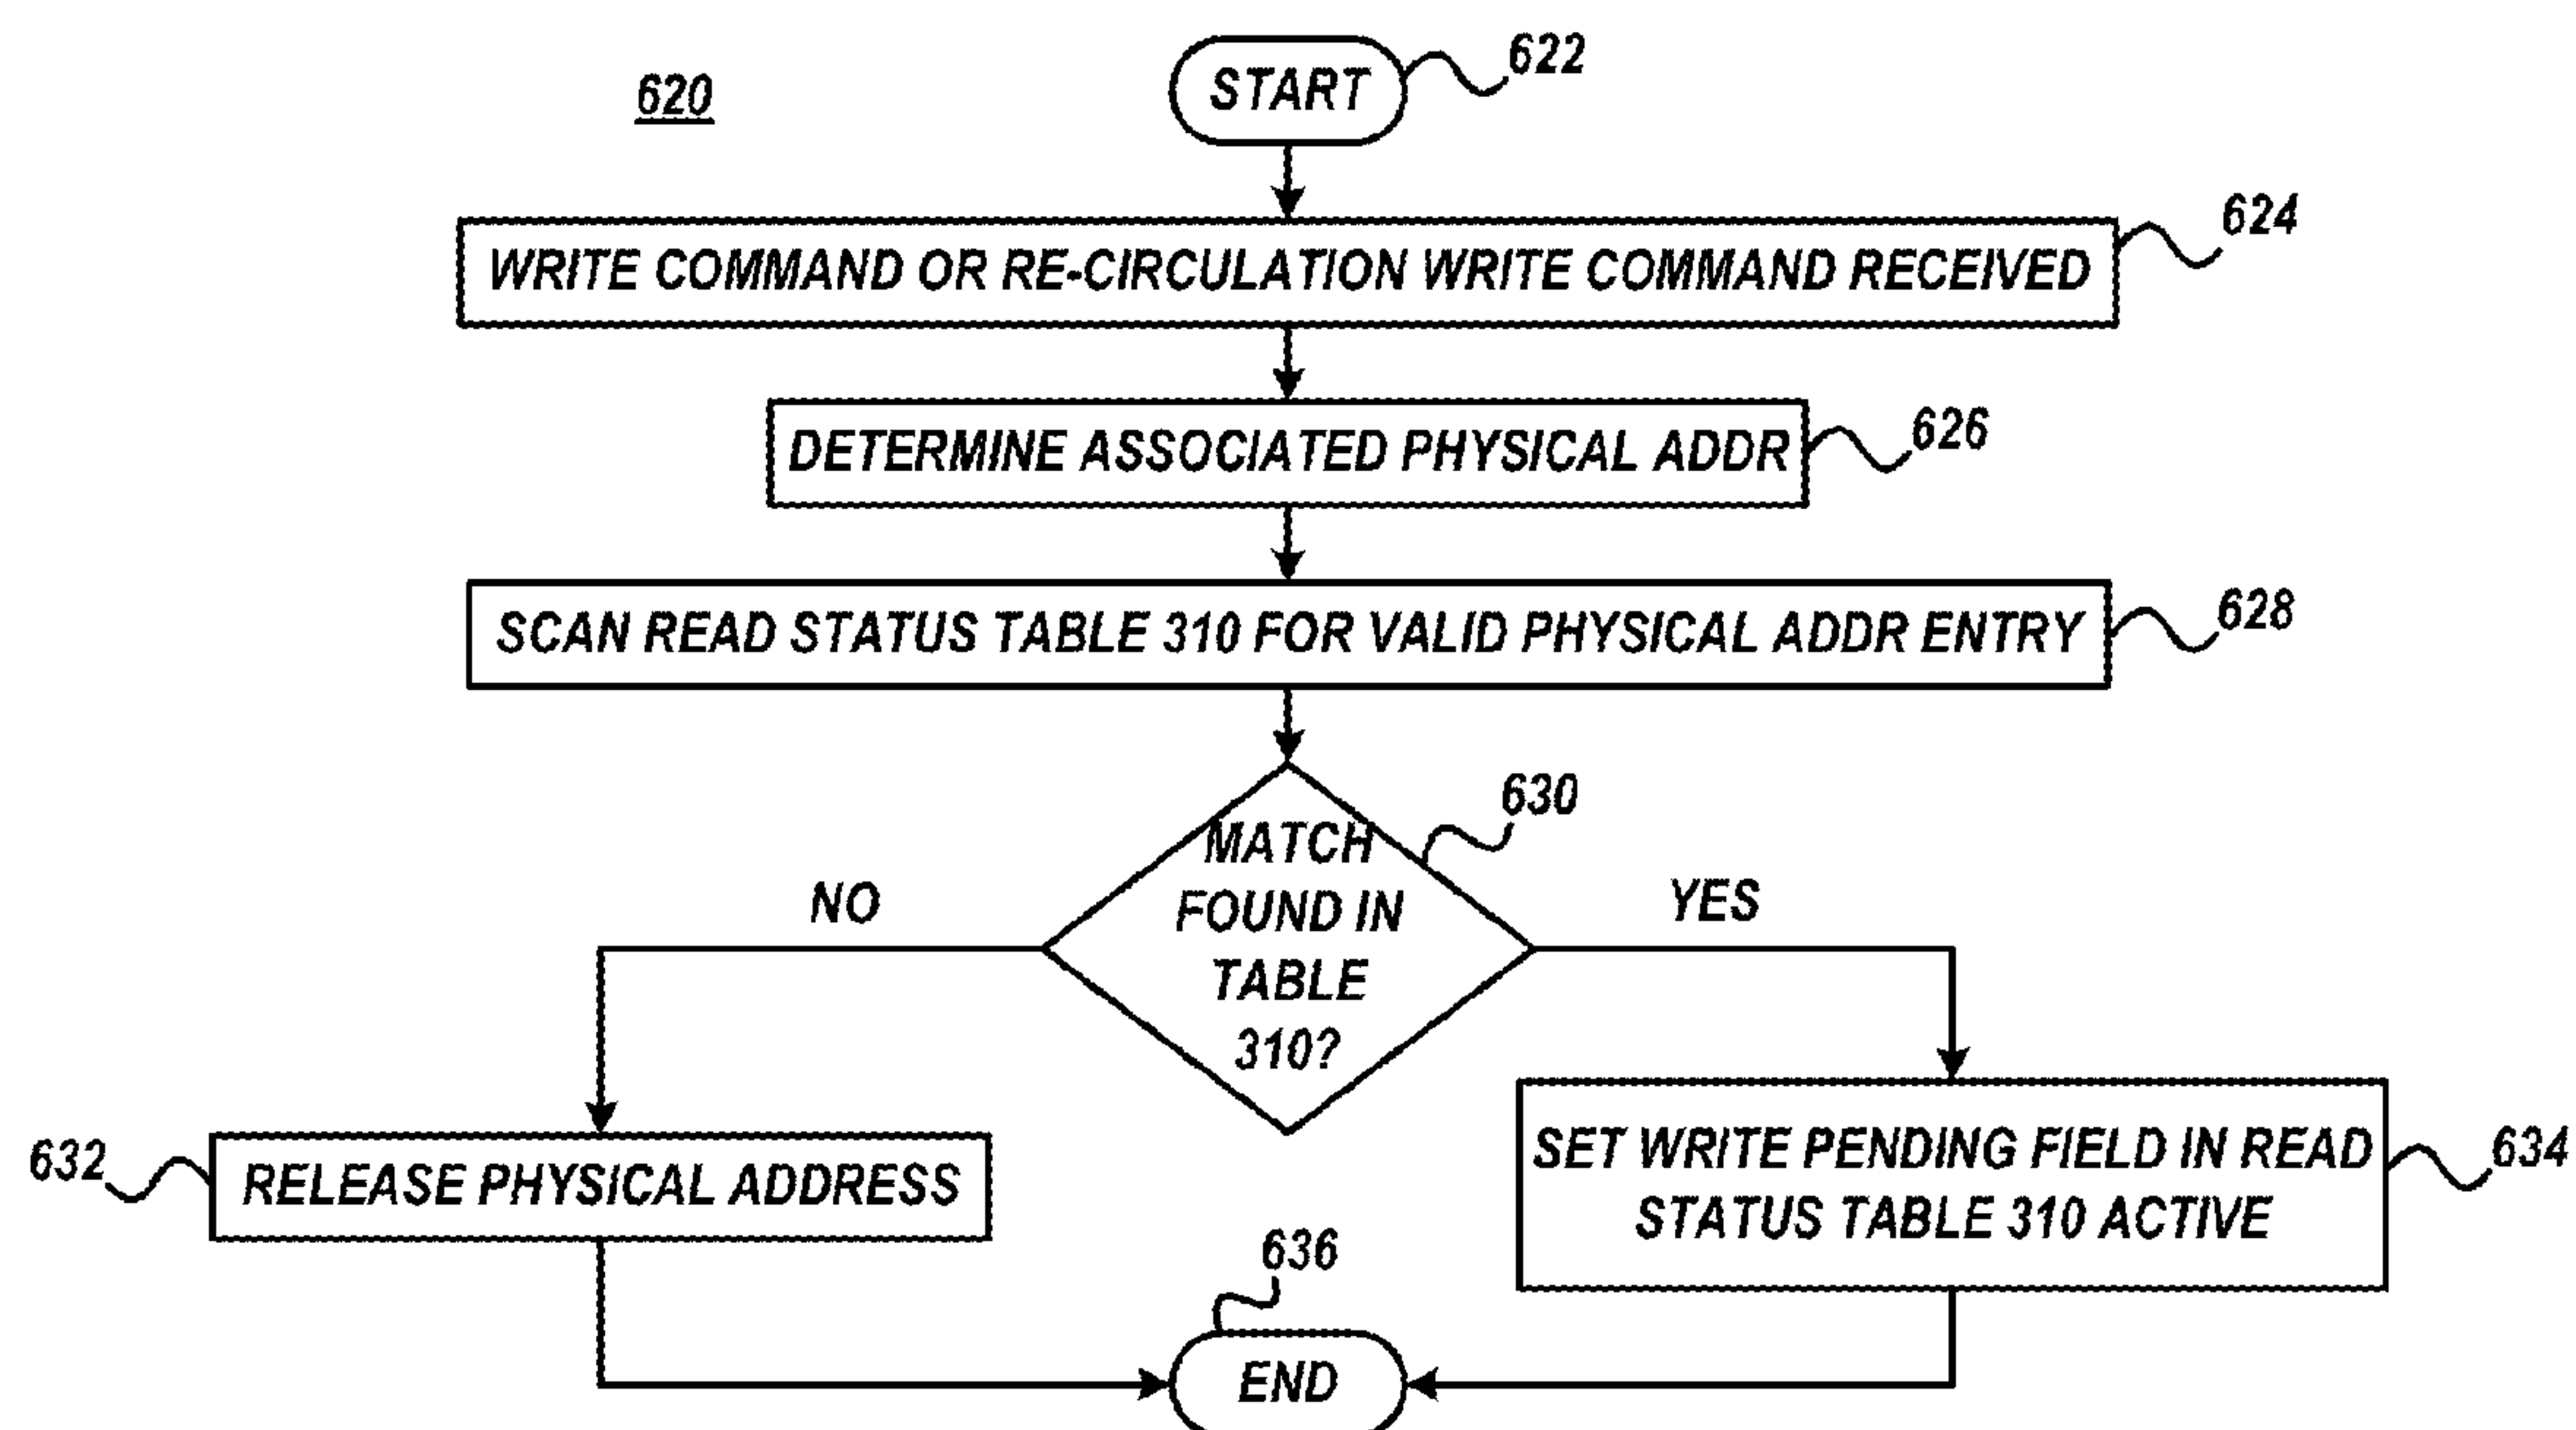 620
START
622
WRITE COMMAND OR RE-CIRCULATION WRITE COMMAND RECEIVED
624
DETERMINE ASSOCIATED PHYSICAL ADDR
626
SCAN READ STATUS TABLE 310 FOR VALID PHYSICAL ADDR ENTRY
628
MATCH
FOUND IN
TABLE
310?
630
NO
YES
632
RELEASE PHYSICAL ADDRESS
SET WRITE PENDING FIELD IN READ
STATUS TABLE 310 ACTIVE
634
636
END